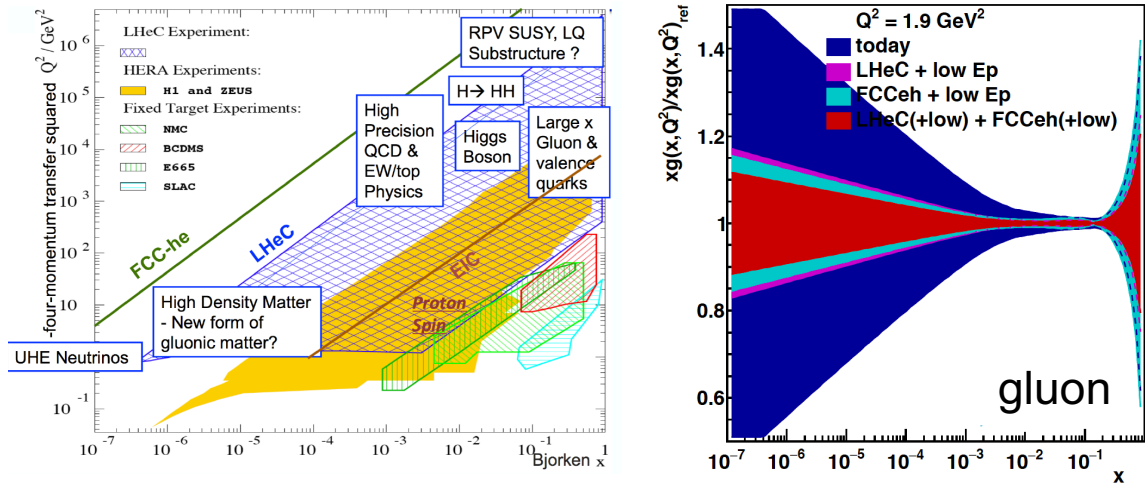 -four-momentum transfer squared Q² / GeV²
10⁶
10⁵
10⁴
10³
10²
10
1
10⁻¹
LHeC Experiment:
HERA Experiments:
H1 and ZEUS
Fixed Target Experiments:
NMC
BCDMS
E665
SLAC
RPV SUSY, LQ
Substructure ?
H→ HH
High
Precision
QCD &
EW/top
Physics
Higgs
Boson
Large x
Gluon &
valence
quarks
FCC-he
LHeC
EIC
Proton
Spin
High Density Matter
- New form of
gluonic matter?
UHE Neutrinos
10⁻⁷ 10⁻⁶ 10⁻⁵ 10⁻⁴ 10⁻³ 10⁻² 10⁻¹ 1
Bjorken x
xg(x,Q²)/xg(x,Q²)ref
1.4
1.2
1
0.8
0.6
Q² = 1.9 GeV²
today
LHeC + low Ep
FCCeh + low Ep
LHeC(+low) + FCCeh(+low)
gluon
10⁻⁷ 10⁻⁶ 10⁻⁵ 10⁻⁴ 10⁻³ 10⁻² 10⁻¹
x